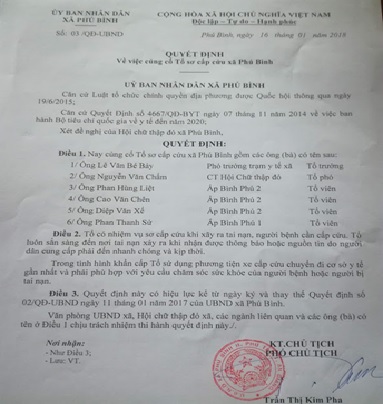 ỦY BAN NHÂN DÂN
XÃ PHÚ BÌNH
CỘNG HÒA XÃ HỘI CHỦ NGHĨA VIỆT NAM
Độc lập – Tự do – Hạnh phúc
Số: 03 /QĐ-UBND
Phú Bình, ngày 16 tháng 01 năm 2018
QUYẾT ĐỊNH
Về việc củng cố Tổ sơ cấp cứu xã Phú Bình
ỦY BAN NHÂN DÂN XÃ PHÚ BÌNH
Căn cứ Luật tổ chức chính quyền địa phương được Quốc hội thông qua ngày
19/6/2015;
Căn cứ Quyết Định số 4667/QĐ-BYT ngày 07 tháng 11 năm 2014 về việc ban
hành Bộ tiêu chí quốc gia về y tế đến năm 2020;
Xét đề nghị của Hội chữ thập đỏ xã Phú Bình,
QUYẾT ĐỊNH:
Điều 1. Nay củng cố Tổ sơ cấp cứu xã Phú Bình gồm các ông (bà) có tên sau:
1/ Ông Lê Văn Bé Bảy Phó trưởng trạm y tế xã Tổ trưởng
2/ Ông Nguyễn Văn Chắm CT Hội Chữ thập đỏ Tổ phó
3/ Ông Phan Hùng Liệt Ấp Bình Phú 2 Tổ viên
4/ Ông Cao Văn Chên Ấp Bình Phú 2 Tổ viên
5/ Ông Diệp Văn Xê Ấp Bình Phú 2 Tổ viên
6/ Ông Phan Thanh Sử Ấp Bình Phú 1 Tổ viên
Điều 2. Tổ có nhiệm vụ sơ cấp cứu khi xảy ra tai nạn, người bệnh cần cấp cứu. Tổ
luôn sẵn sàng đến nơi tai nạn xảy ra khi nhận được thông báo hoặc nguồn tin do người
dân cung cấp phải đến nhanh chóng và kịp thời.
Trong tình hình khẩn cấp Tổ sử dụng phương tiện xe cấp cứu chuyển đi cơ sở y tế
gần nhất và phải phù hợp với yêu cầu chăm sóc sức khỏe của người bệnh hoặc người bị
tai nạn.
Điều 3. Quyết định này có hiệu lực kể từ ngày ký và thay thế Quyết định số
02/QĐ-UBND ngày 11 tháng 01 năm 2017 của UBND xã Phú Bình.
Văn phòng UBND xã, Hội chữ thập đỏ xã, các ngành liên quan và các ông (bà) có
tên ở Điều 1 chịu trách nhiệm thi hành quyết định này./.
Nơi nhận:
- Như Điều 3;
- Lưu: VT.
KT.CHỦ TỊCH
PHÓ CHỦ TỊCH
Trần Thị Kim Pha